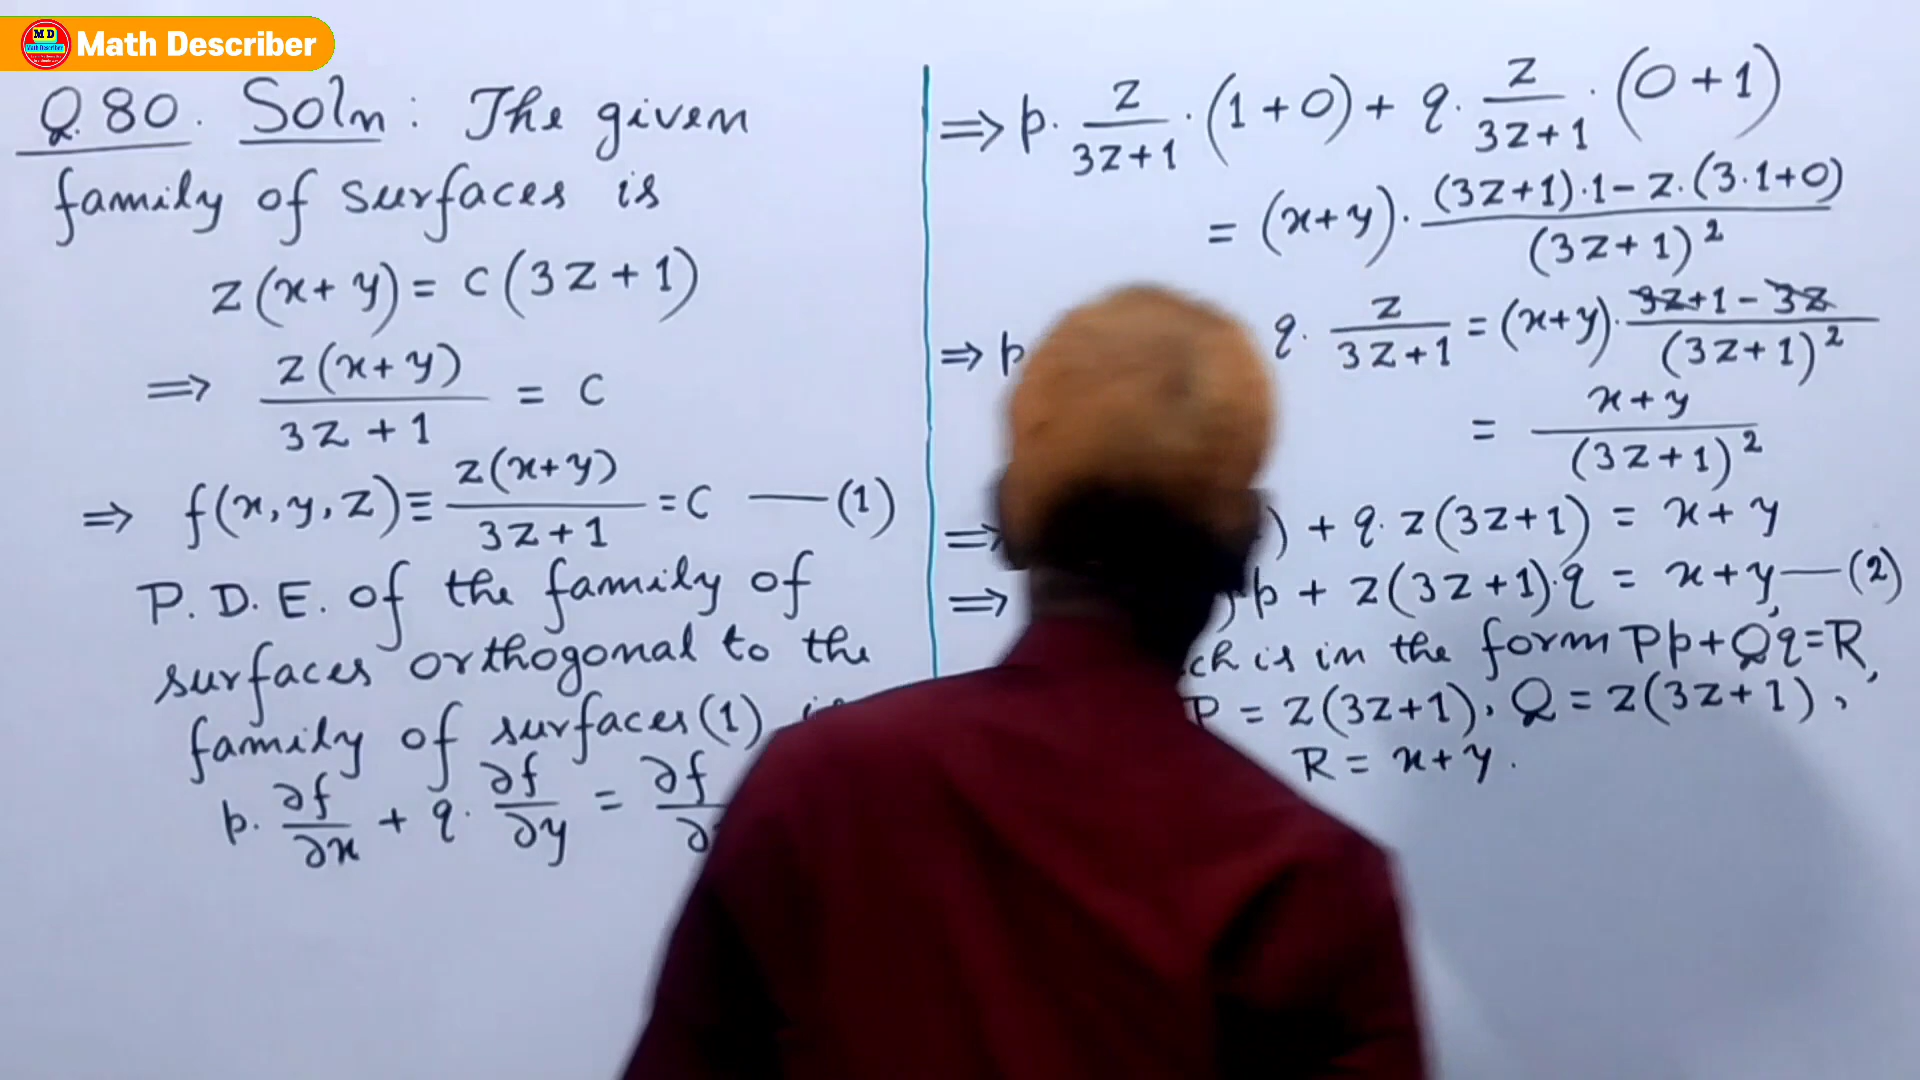 MD
Math Describer
Q.80. Soln: The given
family of surfaces is
z(x+y) = c(3z+1)
⇒ z(x+y)/3z+1 = c
⇒ f(x,y,z) ≡ z(x+y)/3z+1 = c —(1)
P.D.E. of the family of
surfaces orthogonal to the
family of surfaces (1)
p.∂f/∂x + q.∂f/∂y = ∂f
⇒ p. z/3z+1 .(1+0) + q. z/3z+1 .(0+1)
= (x+y). (3z+1).1-z.(3.1+0)/(3z+1)²
⇒ p q. z/3z+1 = (x+y). 3z+1-3z/(3z+1)²
= x+y/(3z+1)²
⇒ ) + q.z(3z+1) = x+y
⇒ )p + z(3z+1).q = x+y, —(2)
is in the form Pp+Qq=R,
P = z(3z+1), Q = z(3z+1),
R = x+y.